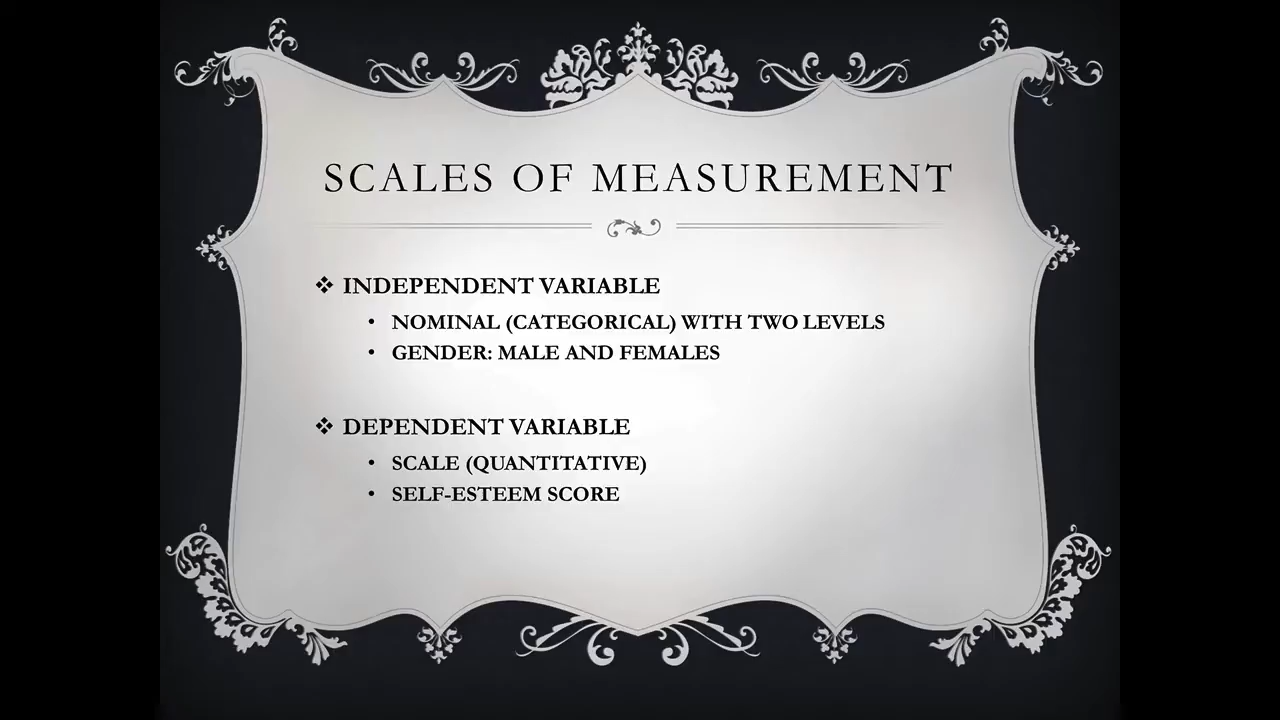 SCALES OF MEASUREMENT
❖ INDEPENDENT VARIABLE
• NOMINAL (CATEGORICAL) WITH TWO LEVELS
• GENDER: MALE AND FEMALES
❖ DEPENDENT VARIABLE
• SCALE (QUANTITATIVE)
• SELF-ESTEEM SCORE